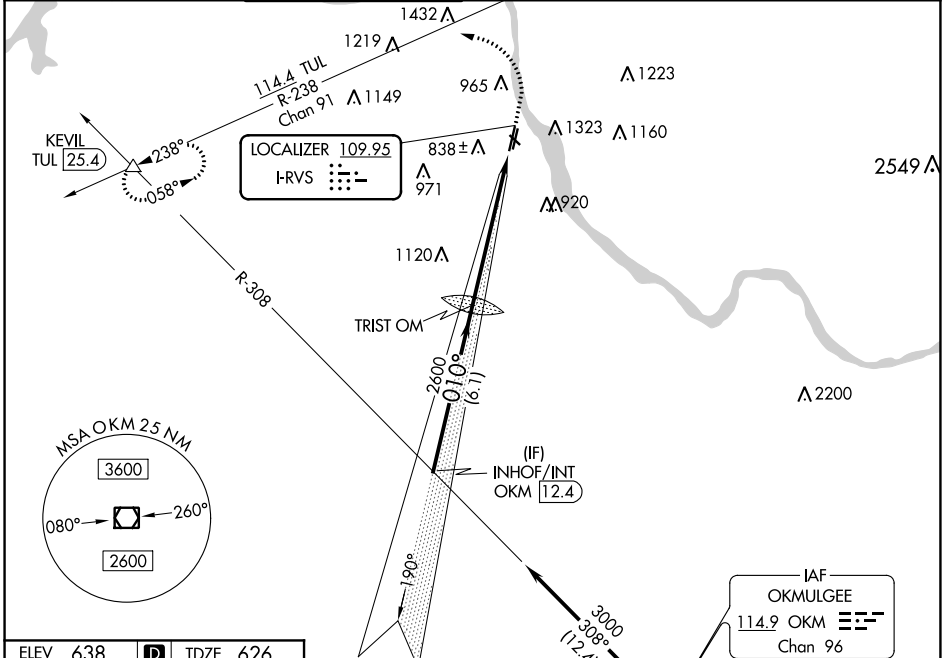 1432
1219
114.4 TUL
R-238
Chan 91
1149
965
1223
KEVIL
TUL 25.4
238°
058°
LOCALIZER 109.95
I-RVS
838±
971
1323
1160
2549
920
1120
R-308
TRIST OM
2600
010°
(6.1)
2200
(IF)
INHOF/INT
OKM 12.4
MSA OKM 25 NM
3600
080°
260°
2600
190°
3000
308°
(12.4)
IAF
OKMULGEE
114.9 OKM
Chan 96
ELEV 638 D TDZE 626